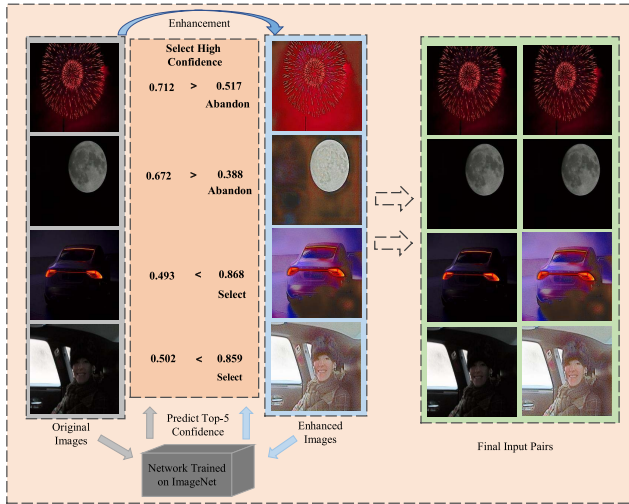 Enhancement
Select High
Confidence
0.712 > 0.517
Abandon
0.672 > 0.388
Abandon
0.493 < 0.868
Select
0.502 < 0.859
Select
Original
Images
Predict Top-5
Confidence
Enhanced
Images
Final Input Pairs
Network Trained
on ImageNet